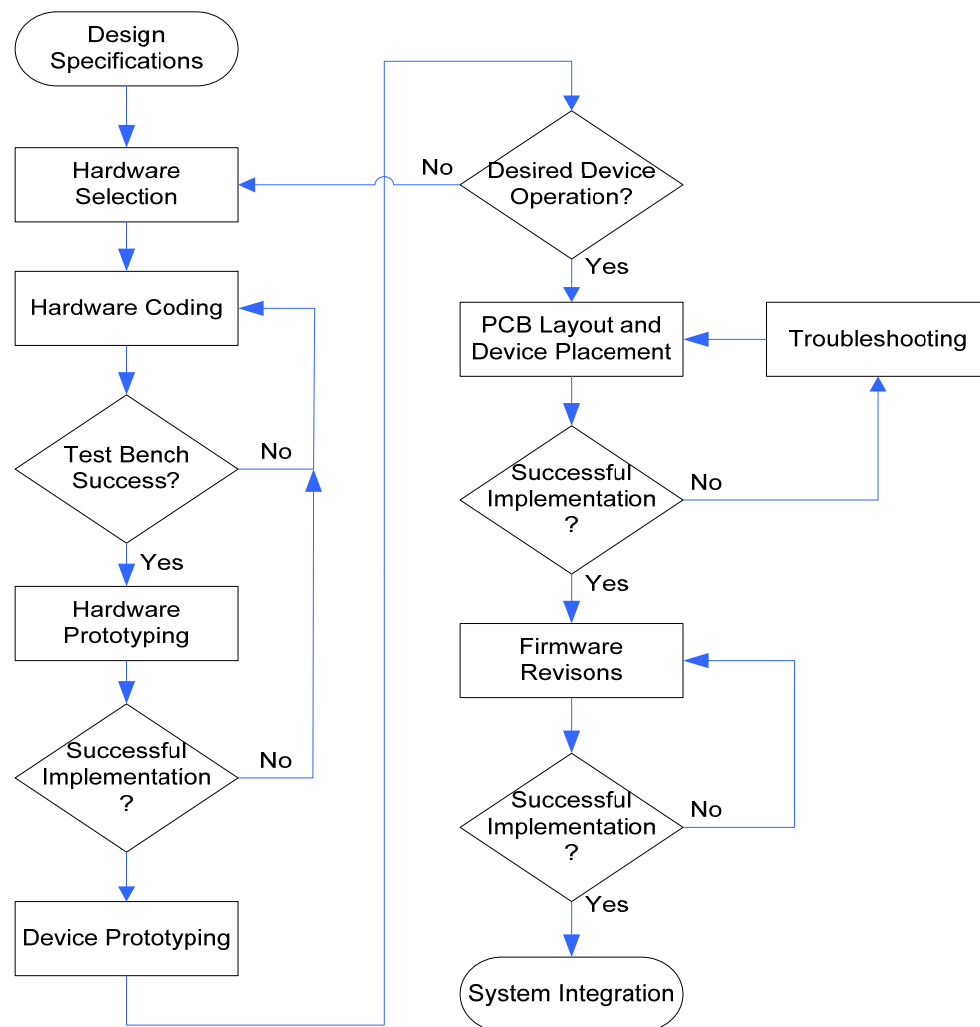 Design
Specifications
Hardware
Selection
Hardware Coding
Test Bench
Success?
No
Yes
Hardware
Prototyping
Successful
Implementation
?
No
Device Prototyping
Desired Device
Operation?
No
Yes
PCB Layout and
Device Placement
Troubleshooting
Successful
Implementation
?
No
Yes
Firmware
Revisons
Successful
Implementation
?
No
Yes
System Integration